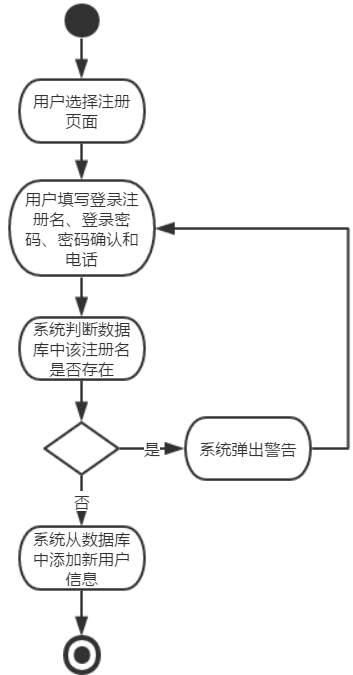 用户选择注册
页面
用户填写登录注
册名、登录密
码、密码确认和
电话
系统判断数据
库中该注册名
是否存在
是
系统弹出警告
否
系统从数据库
中添加新用户
信息